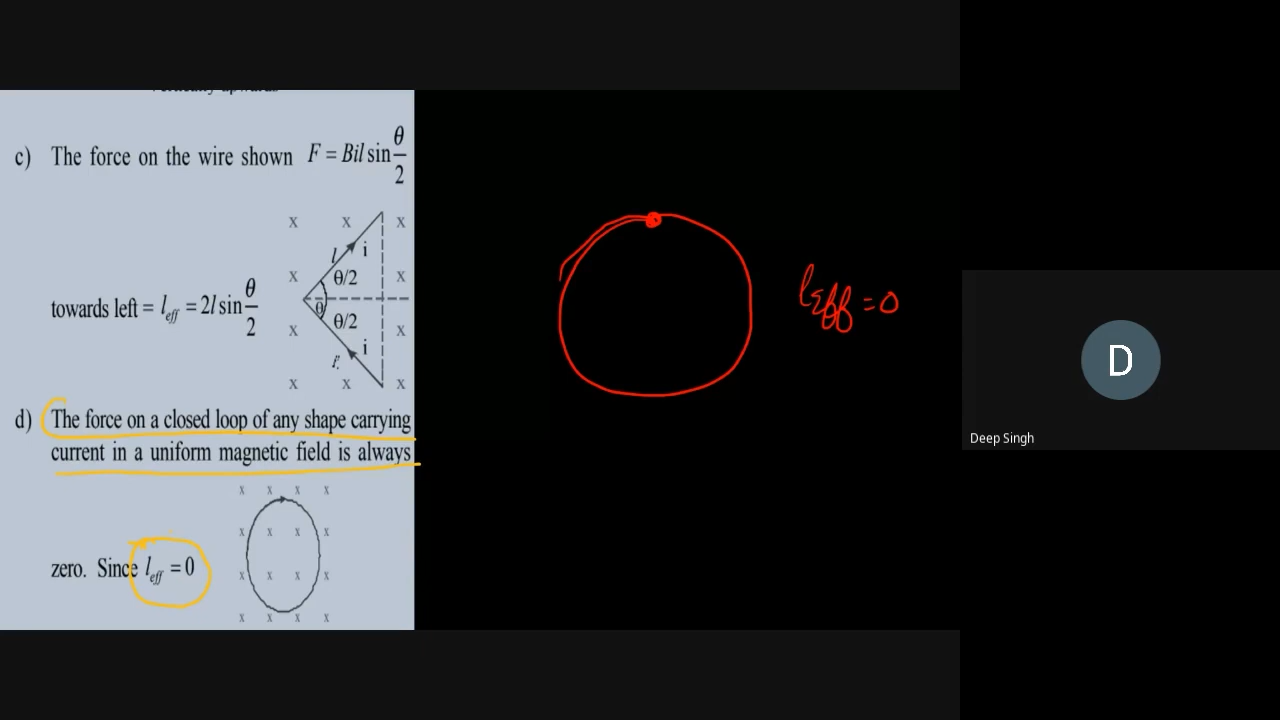 c) The force on the wire shown F = Bil sin θ/2
x x x
l i
x θ/2 x
towards left = l_eff = 2l sin θ/2
θ
x θ/2 x
i
x x x
d) The force on a closed loop of any shape carrying
current in a uniform magnetic field is always
x x x x
x x x x
zero. Since l_eff = 0
x x x x
x x x x
leff = 0
D
Deep Singh